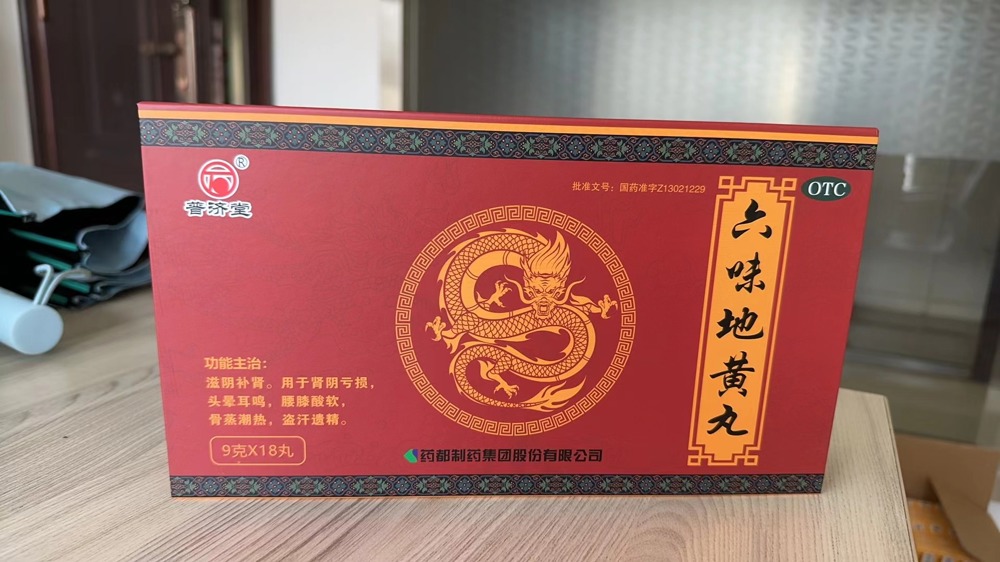 ®
普济堂
批准文号：国药准字Z13021229
OTC
六味地黄丸
功能主治：
滋阴补肾。用于肾阴亏损，
头晕耳鸣，腰膝酸软，
骨蒸潮热，盗汗遗精。
9克X18丸
药都制药集团股份有限公司